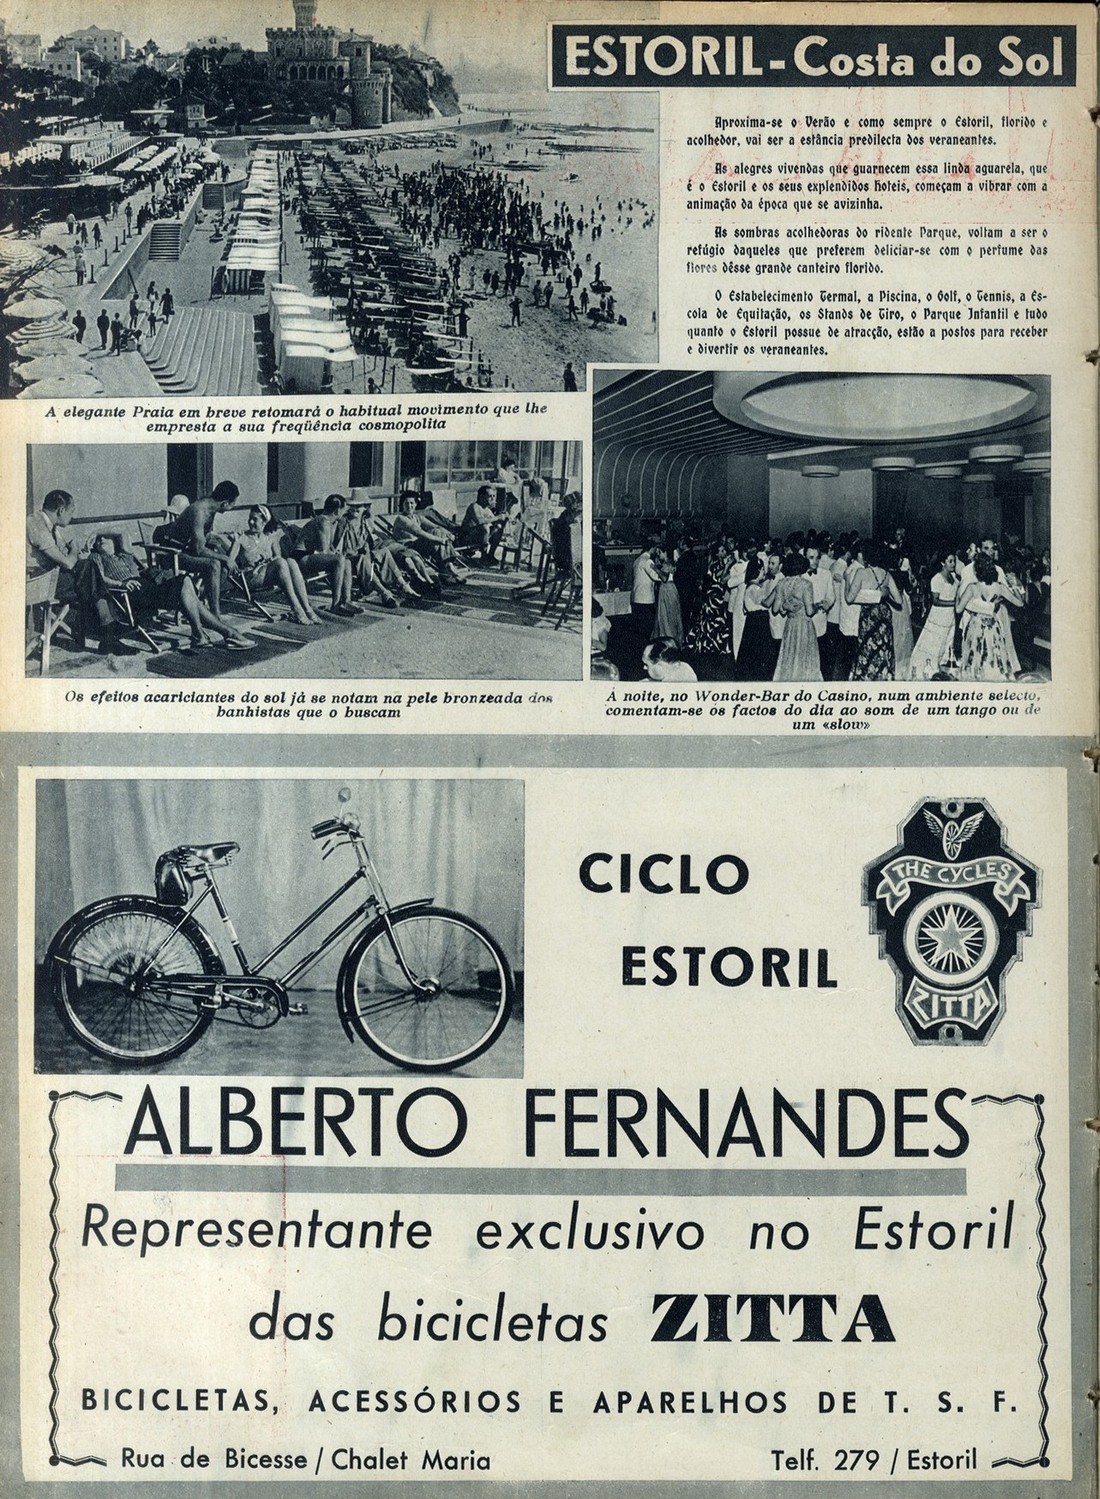 ESTORIL - Costa do Sol
Aproxima-se o Verão e como sempre o Estoril, florido e
acolhedor, vai ser a estância predilecta dos veraneantes.
As alegres vivendas que guarnecem essa linda aguarela, que
é o Estoril e os seus explendidos hoteis, começam a vibrar com a
animação da época que se avizinha.
As sombras acolhedoras do ridente Parque, voltam a ser o
refúgio daqueles que preferem deliciar-se com o perfume das
flores dêsse grande canteiro florido.
O Estabelecimento Termal, a Piscina, o Golf, o Tennis, a Es-
cola de Equitação, os Stands de Tiro, o Parque Infantil e tudo
quanto o Estoril possue de atracção, estão a postos para receber
e divertir os veraneantes.
A elegante Praia em breve retomará o habitual movimento que lhe
empresta a sua freqüência cosmopolita
Os efeitos acariciantes do sol já se notam na pele bronzeada dos
banhistas que o buscam
À noite, no Wonder-Bar do Casino, num ambiente selecto,
comentam-se os factos do dia ao som de um tango ou de
um «slow»
CICLO
ESTORIL
THE CYCLES
ZITTA
ALBERTO FERNANDES
Representante exclusivo no Estoril
das bicicletas ZITTA
BICICLETAS, ACESSÓRIOS E APARELHOS DE T. S. F.
Rua de Bicesse / Chalet Maria
Telf. 279 / Estoril